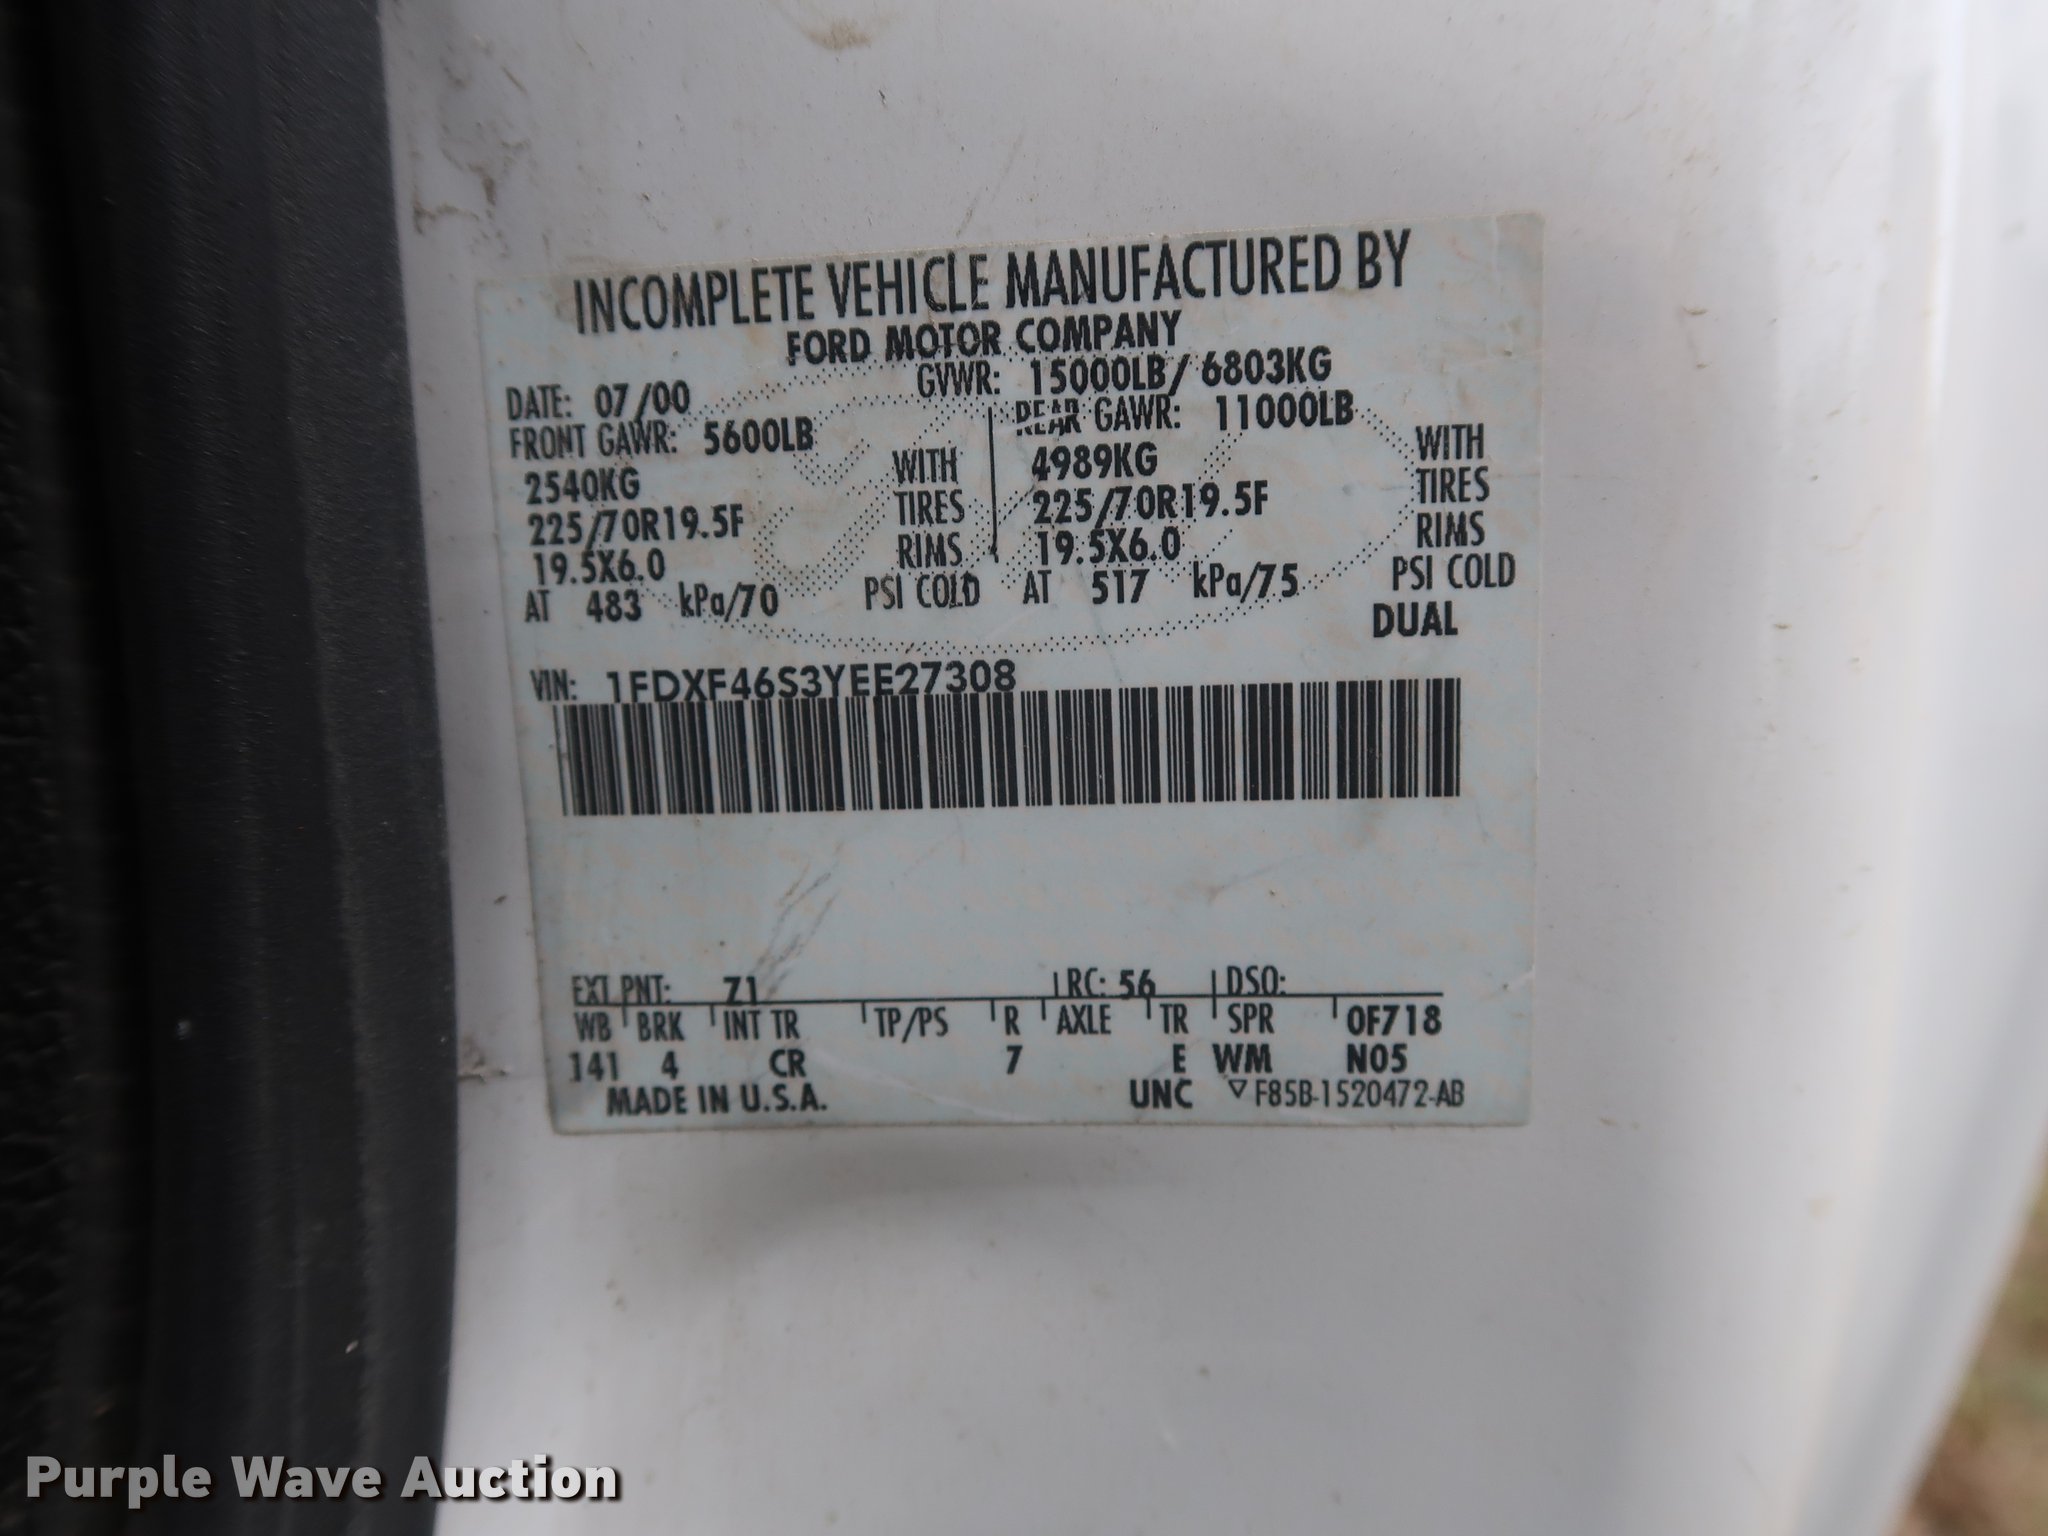 INCOMPLETE VEHICLE MANUFACTURED BY
FORD MOTOR COMPANY
DATE: 07/00 GVWR: 15000LB/ 6803KG
FRONT GAWR: 5600LB REAR GAWR: 11000LB
2540KG WITH 4989KG WITH
225/70R19.5F TIRES 225/70R19.5F TIRES
19.5X6.0 RIMS 19.5X6.0 RIMS
AT 483 kPa/70 PSI COLD AT 517 kPa/75 PSI COLD
DUAL
VIN: 1FDXF46S3YEE27308
EXT PNT: Z1 RC: 56 DSO:
WB BRK INT TR TP/PS R AXLE TR SPR 0F718
141 4 CR 7 E WM N05
MADE IN U.S.A. UNC ▽F85B-1520472-AB
Purple Wave Auction